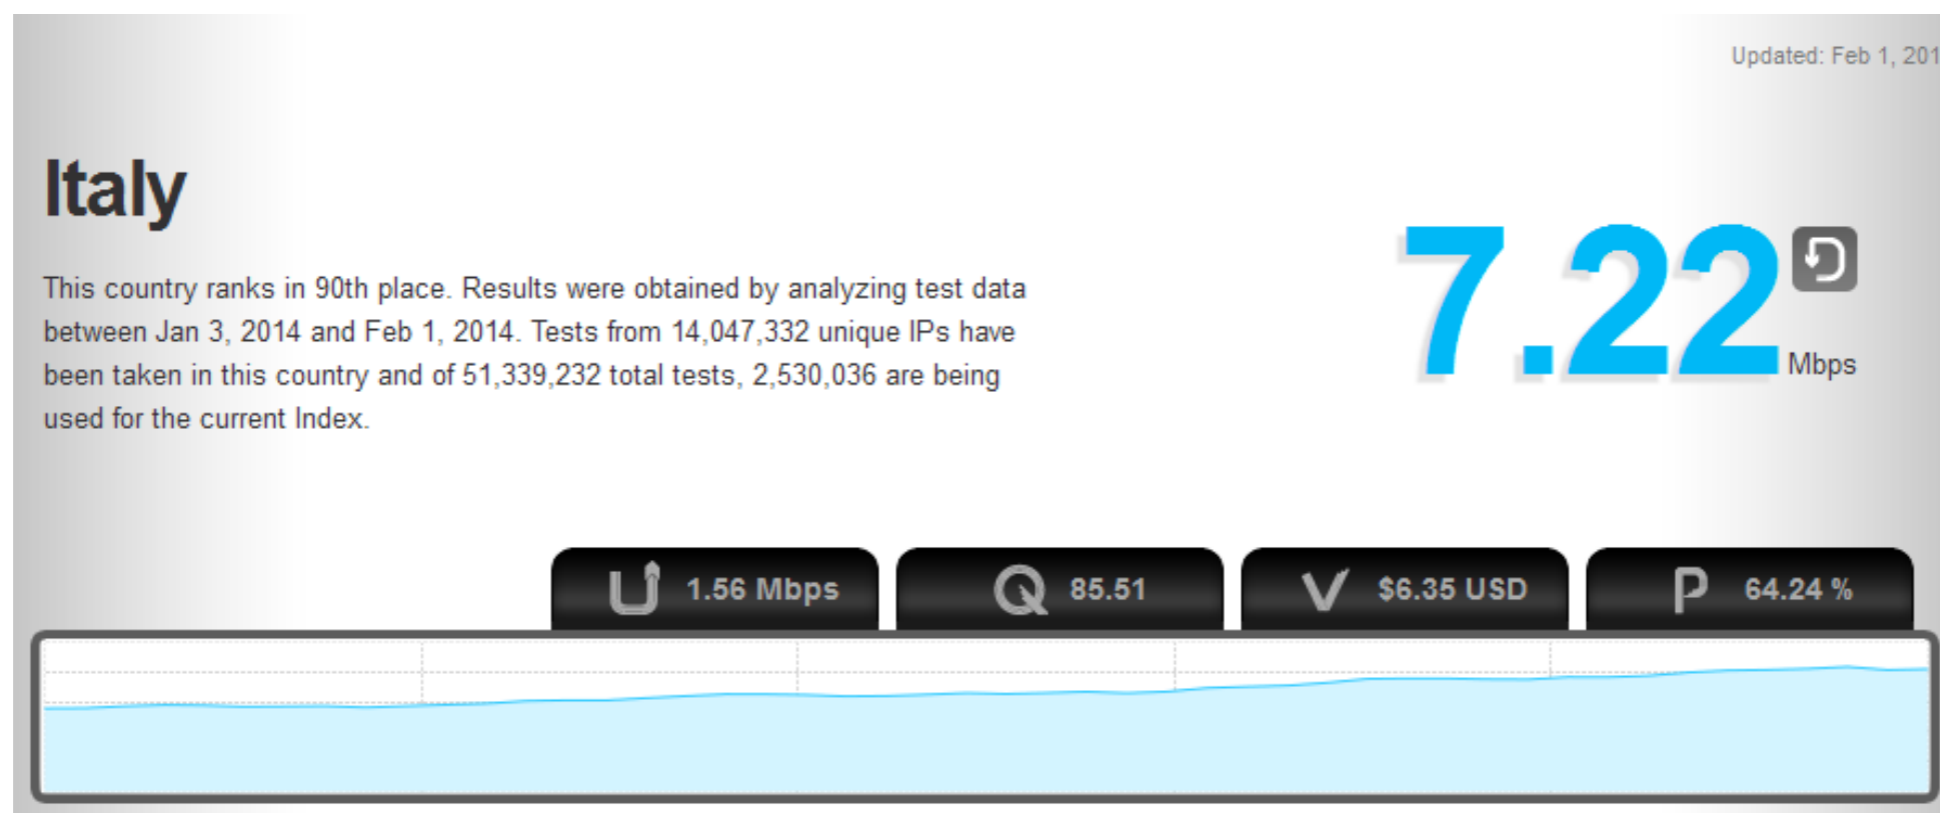 Updated: Feb 1, 201
Italy
This country ranks in 90th place. Results were obtained by analyzing test data
between Jan 3, 2014 and Feb 1, 2014. Tests from 14,047,332 unique IPs have
been taken in this country and of 51,339,232 total tests, 2,530,036 are being
used for the current Index.
7.22 D
Mbps
U 1.56 Mbps Q 85.51 V $6.35 USD P 64.24 %